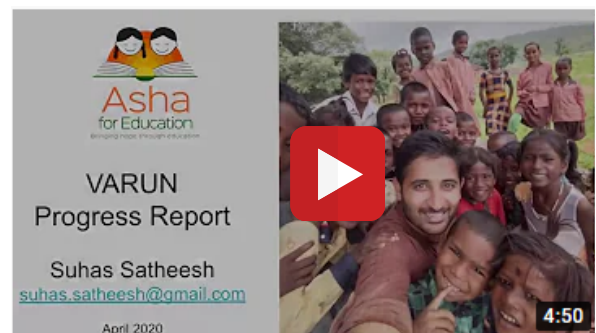 Asha
for Education
Bringing hope through education
VARUN
Progress Report
Suhas Satheesh
suhas.satheesh@gmail.com
April 2020
4:50